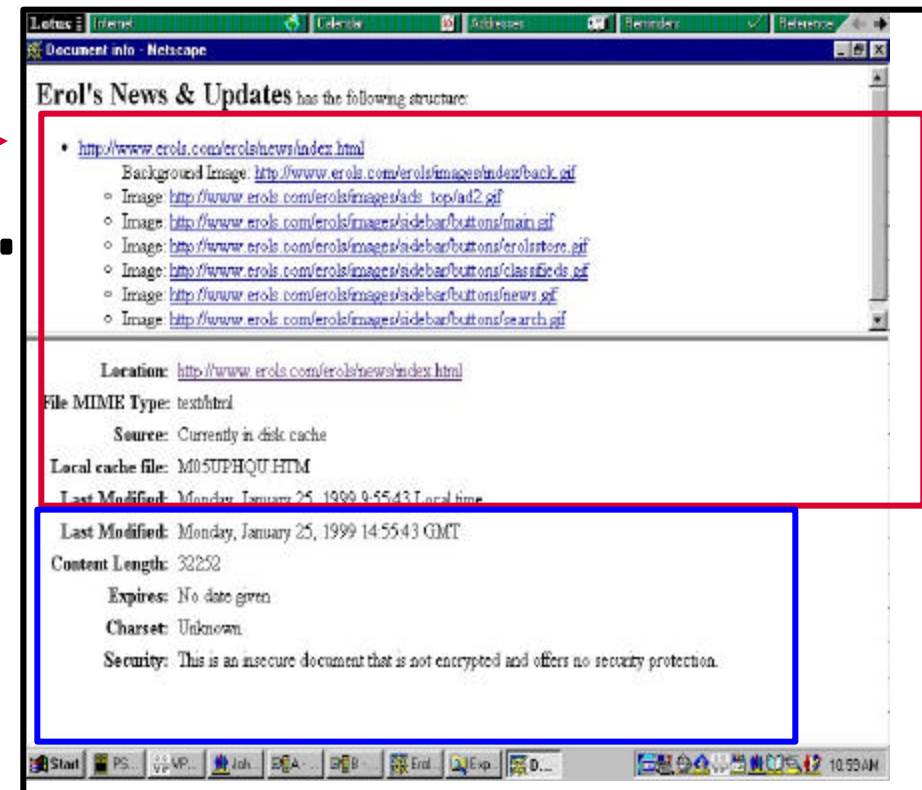 Lotus Internet Calendar Addresses Reminders Reference
Document info - Netscape
Erol's News & Updates has the following structure:
• http://www.erols.com/erols/news/index.html
Background Image: http://www.erols.com/erols/images/index/back.gif
Image: http://www.erols.com/erols/images/ads_top/ad2.gif
Image: http://www.erols.com/erols/images/sidebar/buttons/main.gif
Image: http://www.erols.com/erols/images/sidebar/buttons/erolsstore.gif
Image: http://www.erols.com/erols/images/sidebar/buttons/classifieds.gif
Image: http://www.erols.com/erols/images/sidebar/buttons/news.gif
Image: http://www.erols.com/erols/images/sidebar/buttons/search.gif
Location: http://www.erols.com/erols/news/index.html
File MIME Type: text/html
Source: Currently in disk cache
Local cache file: M05UPHQU.HTM
Last Modified: Monday, January 25, 1999 9:55:43 Local time
Last Modified: Monday, January 25, 1999 14:55:43 GMT
Content Length: 32252
Expires: No date given
Charset: Unknown
Security: This is an insecure document that is not encrypted and offers no security protection.
Start PS... VP... Joh... A - ... B - ... Erol... Exp... D... 10:59 AM